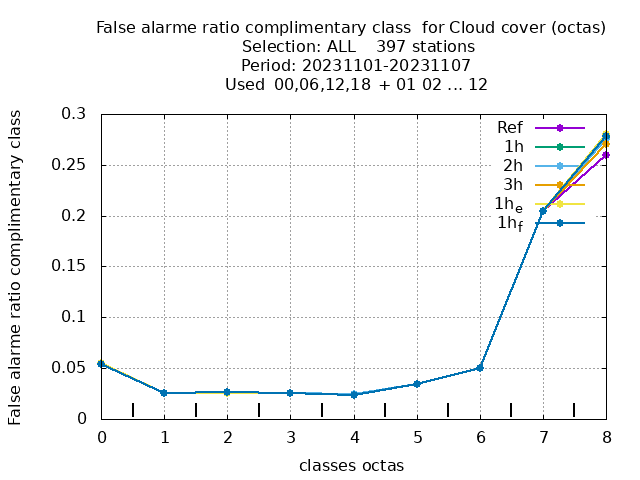 False alarme ratio complimentary class  for Cloud cover (octas)
Selection: ALL    397 stations
Period: 20231101-20231107
Used  00,06,12,18 + 01 02 ... 12
False alarme ratio complimentary class
0.3
0.25
0.2
0.15
0.1
0.05
0
Ref
1h
2h
3h
1he
1hf
0 1 2 3 4 5 6 7 8
classes octas